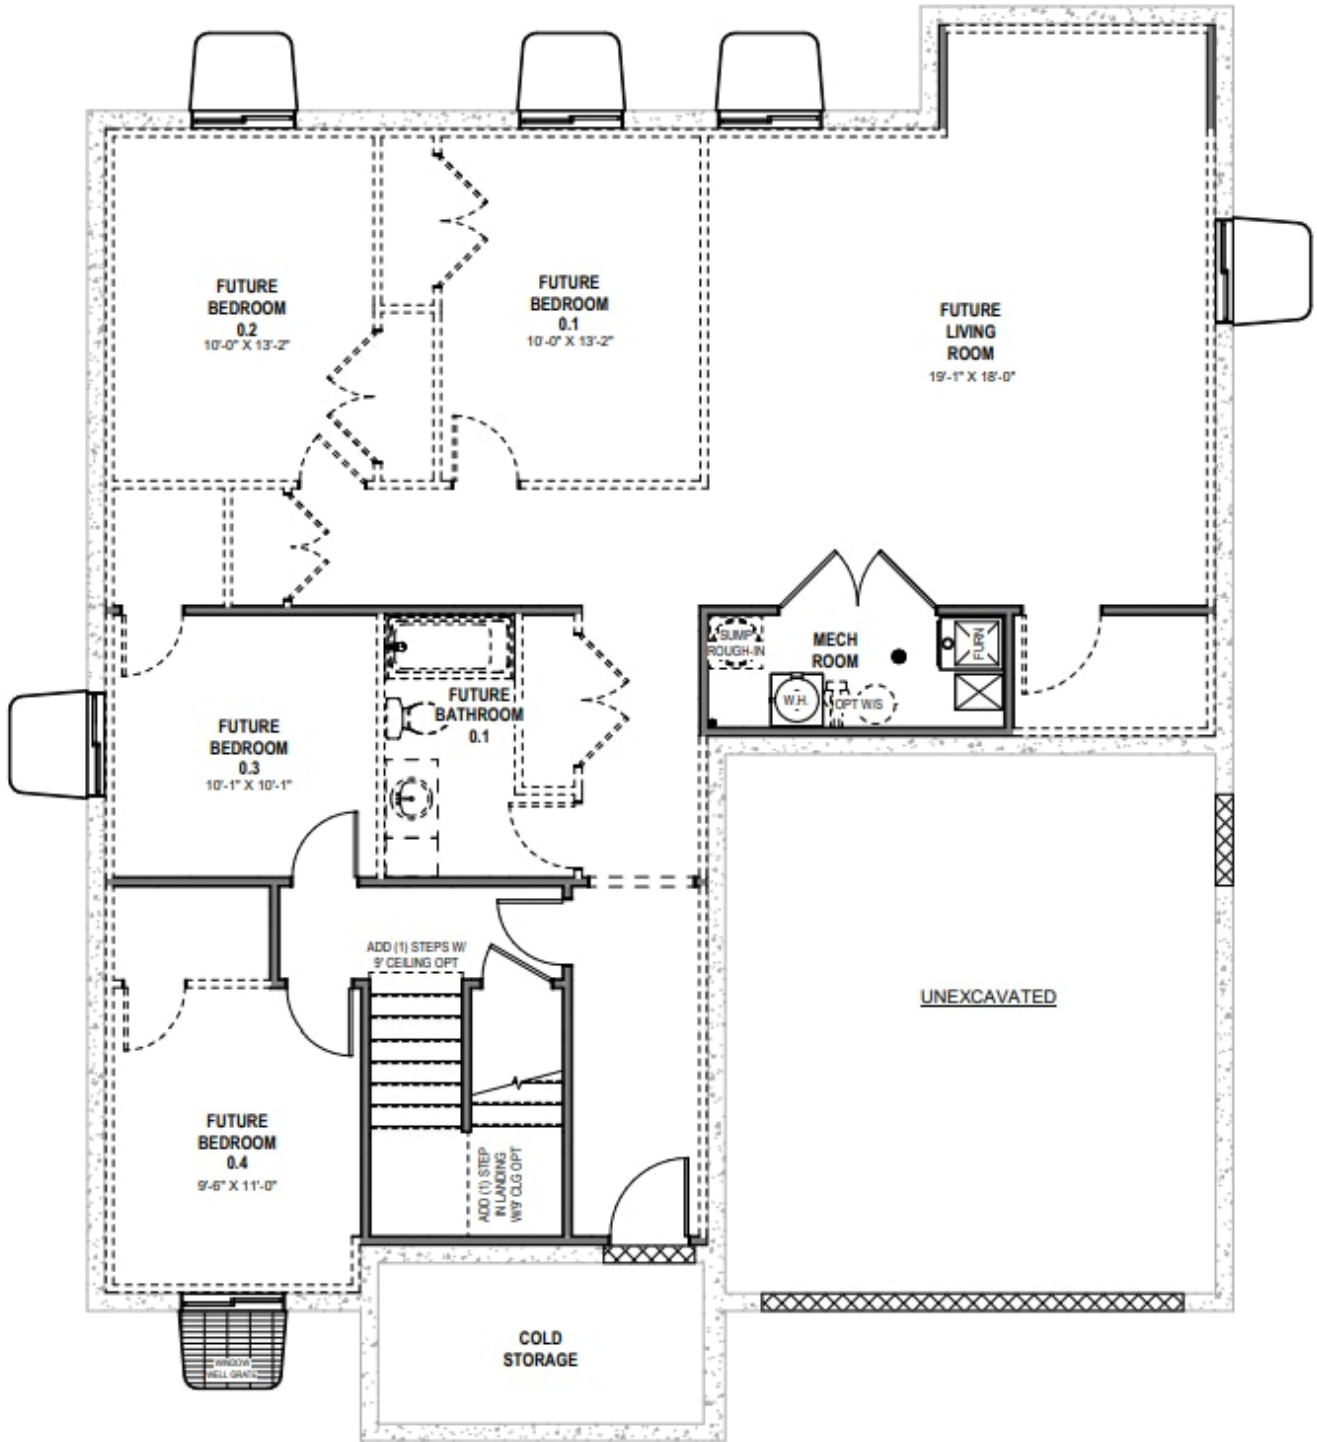 FUTURE
BEDROOM
0.2
10'-0" X 13'-2"
FUTURE
BEDROOM
0.1
10'-0" X 13'-2"
FUTURE
LIVING
ROOM
19'-1" X 18'-0"
SUMP
ROUGH-IN
MECH
ROOM
FURN
W.H.
OPT W/S
FUTURE
BATHROOM
0.1
FUTURE
BEDROOM
0.3
10'-1" X 10'-1"
ADD (1) STEPS W/
9' CEILING OPT
UNEXCAVATED
FUTURE
BEDROOM
0.4
9'-6" X 11'-0"
ADD (1) STEP
IN LANDING
W/9' CLG OPT
COLD
STORAGE
WINDOW
WELL GRATE